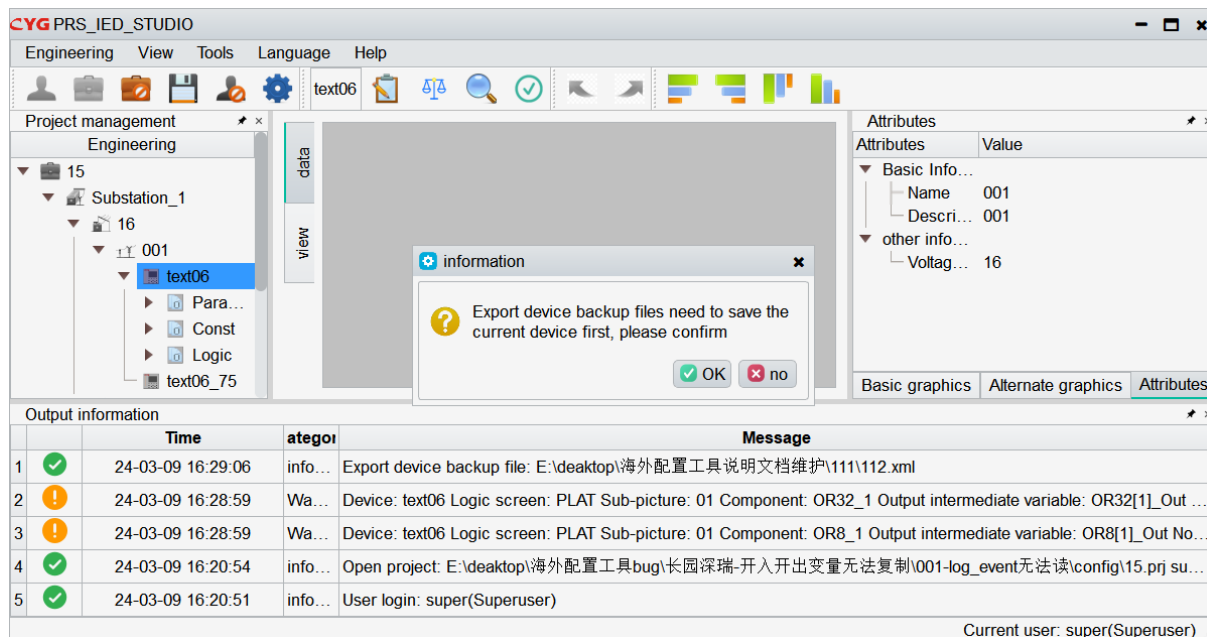 CYG PRS_IED_STUDIO
Engineering View Tools Language Help
text06
Project management
Engineering
15
Substation_1
16
001
text06
Para...
Const
Logic
text06_75
data
view
information
Export device backup files need to save the
current device first, please confirm
OK no
Attributes
Attributes Value
Basic Info...
Name 001
Descri... 001
other info...
Voltag... 16
Basic graphics Alternate graphics Attributes
Output information
Time ategor Message
1 24-03-09 16:29:06 info... Export device backup file: E:\deaktop\海外配置工具说明文档维护\111\112.xml
2 24-03-09 16:28:59 Wa... Device: text06 Logic screen: PLAT Sub-picture: 01 Component: OR32_1 Output intermediate variable: OR32[1]_Out ...
3 24-03-09 16:28:59 Wa... Device: text06 Logic screen: PLAT Sub-picture: 01 Component: OR8_1 Output intermediate variable: OR8[1]_Out No...
4 24-03-09 16:20:54 info... Open project: E:\deaktop\海外配置工具bug\长园深瑞-开入开出变量无法复制\001-log_event无法读\config\15.prj su...
5 24-03-09 16:20:51 info... User login: super(Superuser)
Current user: super(Superuser)